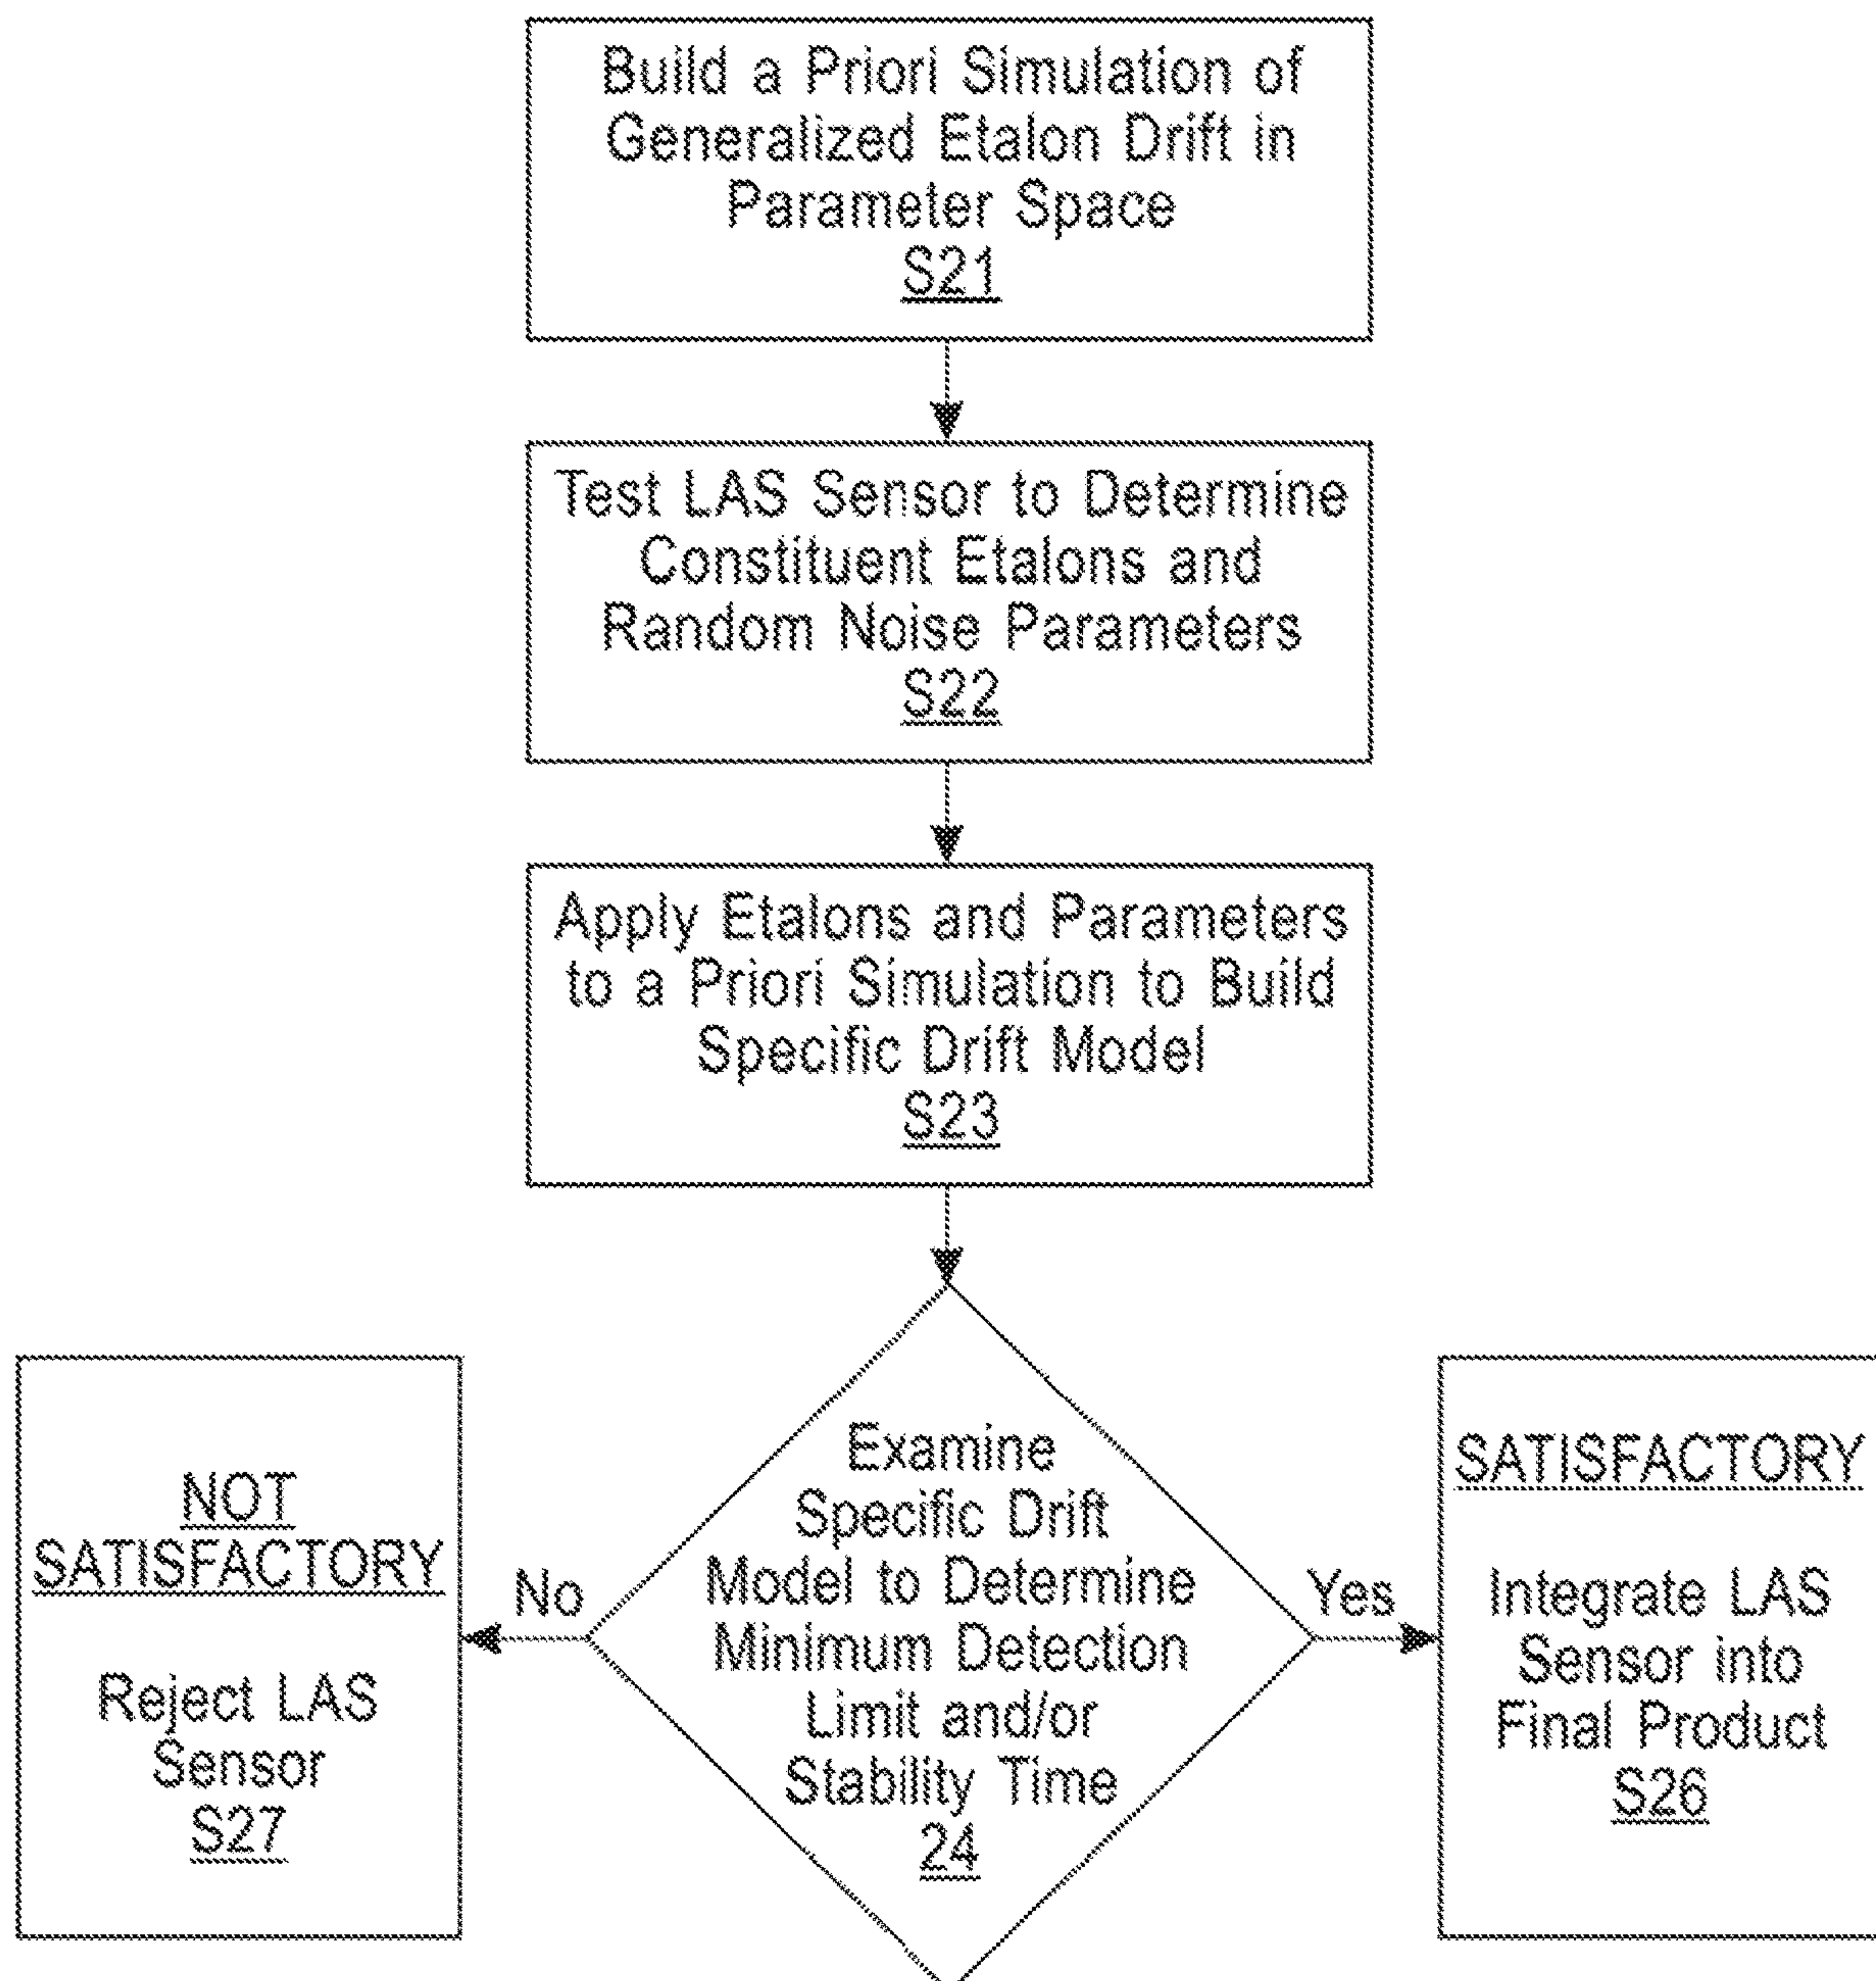 Build a Priori Simulation of
Generalized Etalon Drift in
Parameter Space
S21
Test LAS Sensor to Determine
Constituent Etalons and
Random Noise Parameters
S22
Apply Etalons and Parameters
to a Priori Simulation to Build
Specific Drift Model
S23
Examine
Specific Drift
Model to Determine
Minimum Detection
Limit and/or
Stability Time
24
No
NOT
SATISFACTORY
Reject LAS
Sensor
S27
Yes
SATISFACTORY
Integrate LAS
Sensor into
Final Product
S26